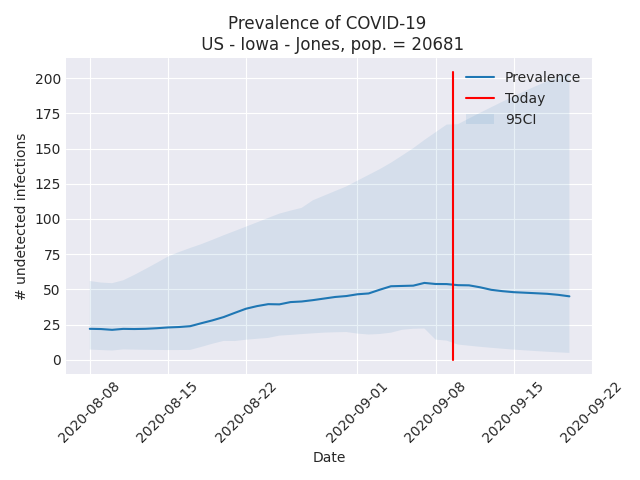 Prevalence of COVID-19
US - Iowa - Jones, pop. = 20681
# undetected infections
200
175
150
125
100
75
50
25
0
Prevalence
Today
95CI
2020-08-08
2020-08-15
2020-08-22
2020-09-01
2020-09-08
2020-09-15
2020-09-22
Date